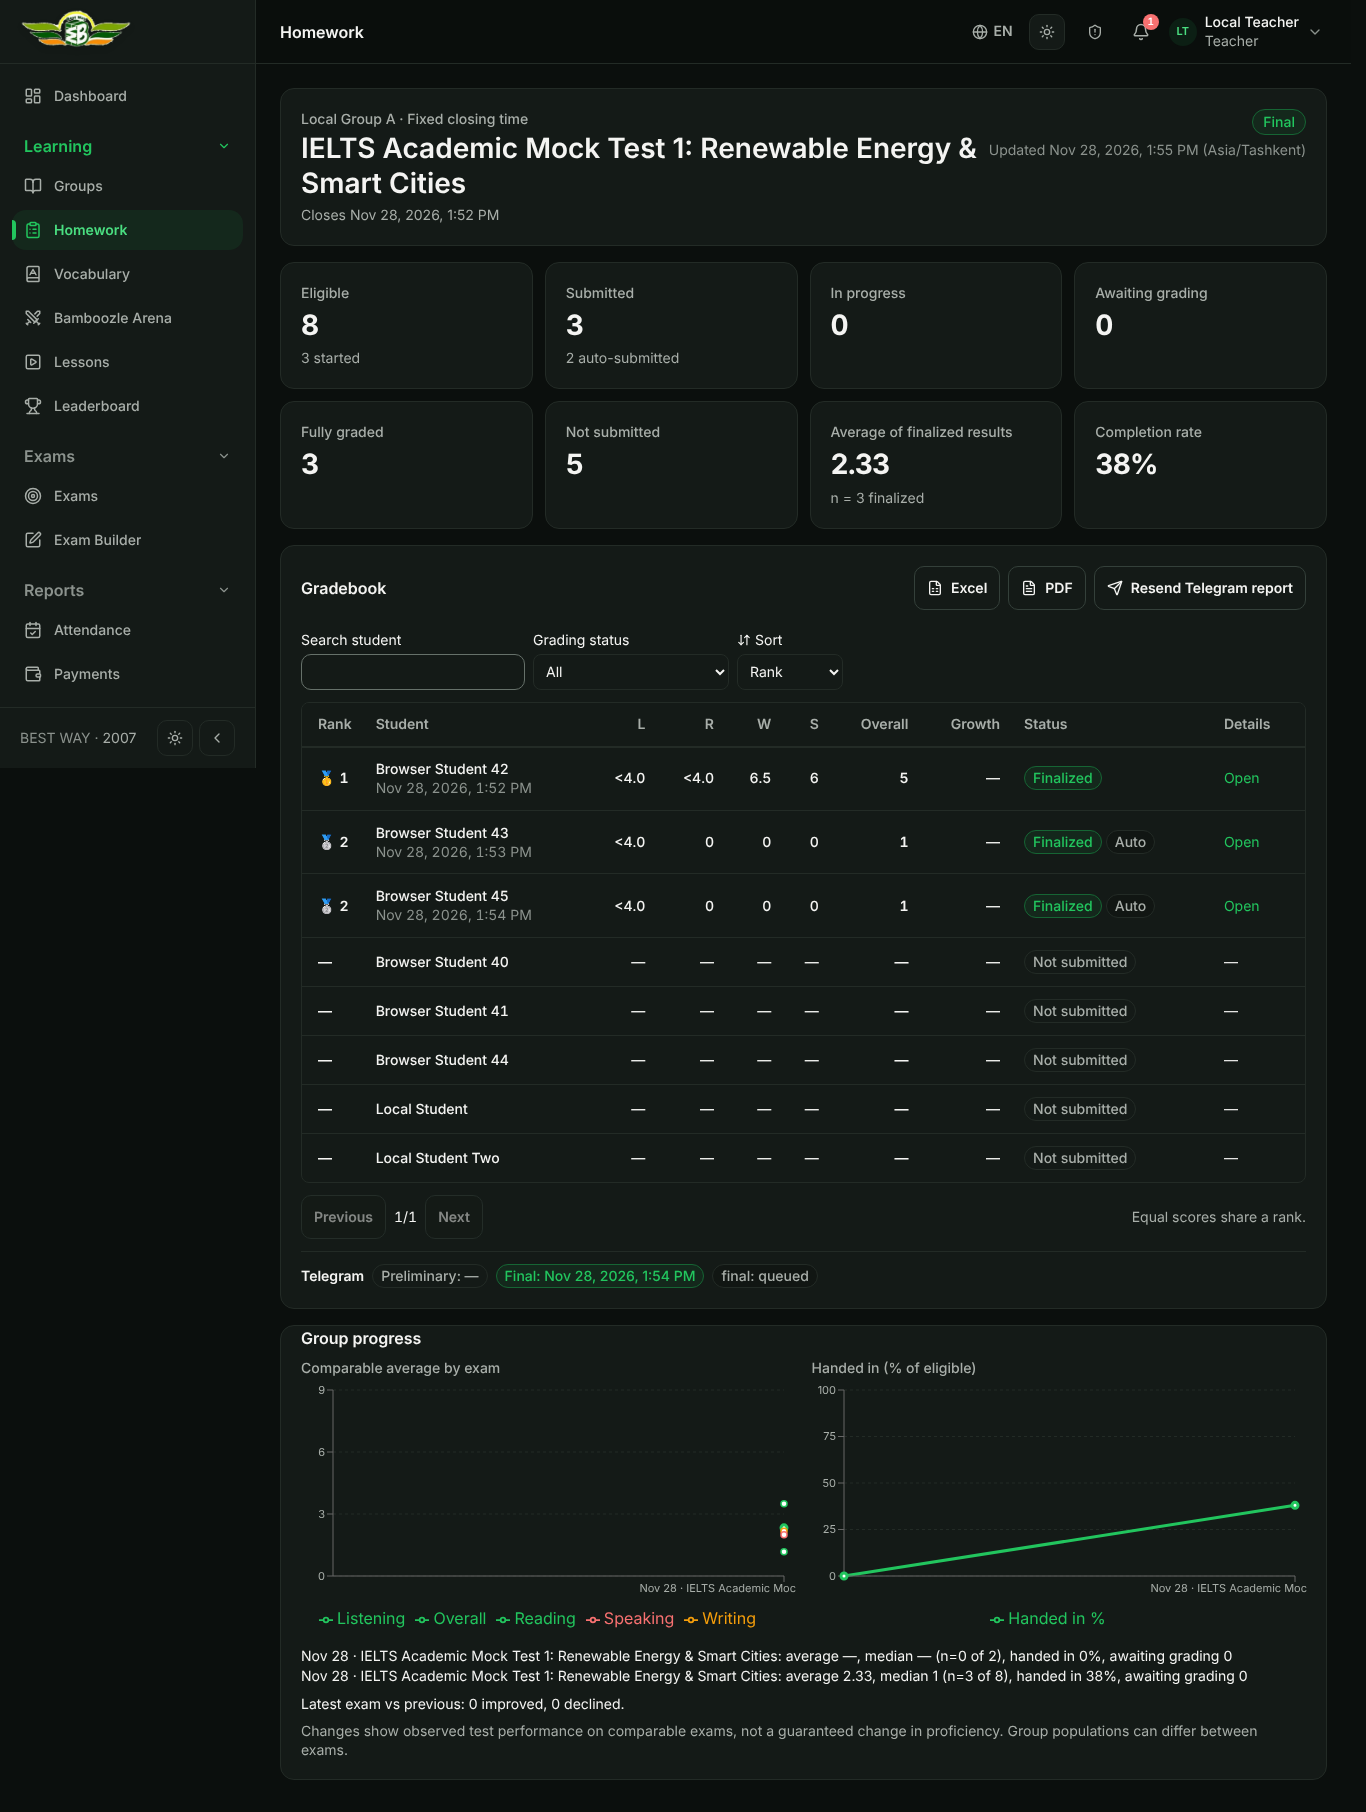 Homework
EN
1
LT
Local Teacher
Teacher
Dashboard
Learning
Groups
Homework
Vocabulary
Bamboozle Arena
Lessons
Leaderboard
Exams
Exams
Exam Builder
Reports
Attendance
Payments
BEST WAY · 2007
Local Group A · Fixed closing time
Final
IELTS Academic Mock Test 1: Renewable Energy &
Smart Cities
Updated Nov 28, 2026, 1:55 PM (Asia/Tashkent)
Closes Nov 28, 2026, 1:52 PM
Eligible
8
3 started
Submitted
3
2 auto-submitted
In progress
0
Awaiting grading
0
Fully graded
3
Not submitted
5
Average of finalized results
2.33
n = 3 finalized
Completion rate
38%
Gradebook
Excel
PDF
Resend Telegram report
Search student
Grading status
All
Sort
Rank
Rank Student L R W S Overall Growth Status Details
1 Browser Student 42 <4.0 <4.0 6.5 6 5 — Finalized Open
Nov 28, 2026, 1:52 PM
2 Browser Student 43 <4.0 0 0 0 1 — Finalized Auto Open
Nov 28, 2026, 1:53 PM
2 Browser Student 45 <4.0 0 0 0 1 — Finalized Auto Open
Nov 28, 2026, 1:54 PM
— Browser Student 40 — — — — — — Not submitted —
— Browser Student 41 — — — — — — Not submitted —
— Browser Student 44 — — — — — — Not submitted —
— Local Student — — — — — — Not submitted —
— Local Student Two — — — — — — Not submitted —
Previous 1/1 Next
Equal scores share a rank.
Telegram Preliminary: — Final: Nov 28, 2026, 1:54 PM final: queued
Group progress
Comparable average by exam
9
6
3
0
Nov 28 · IELTS Academic Moc
Listening Overall Reading Speaking Writing
Handed in (% of eligible)
100
75
50
25
0
Nov 28 · IELTS Academic Moc
Handed in %
Nov 28 · IELTS Academic Mock Test 1: Renewable Energy & Smart Cities: average —, median — (n=0 of 2), handed in 0%, awaiting grading 0
Nov 28 · IELTS Academic Mock Test 1: Renewable Energy & Smart Cities: average 2.33, median 1 (n=3 of 8), handed in 38%, awaiting grading 0
Latest exam vs previous: 0 improved, 0 declined.
Changes show observed test performance on comparable exams, not a guaranteed change in proficiency. Group populations can differ between
exams.